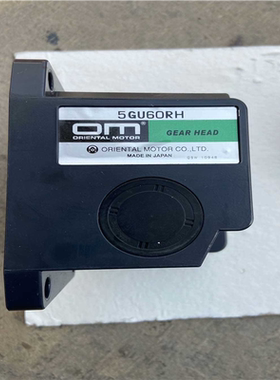 5GU60RH
OM
ORIENTAL MOTOR
GEAR HEAD
ORIENTAL MOTOR CO.,LTD.
MADE IN JAPAN